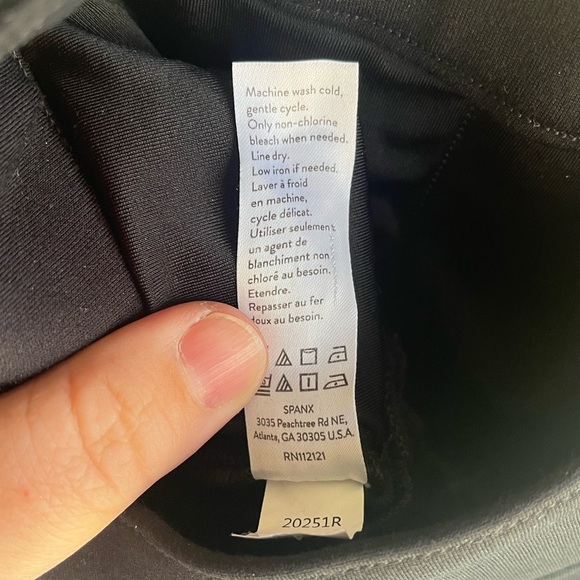 Machine wash cold,
gentle cycle.
Only non-chlorine
bleach when needed.
Line dry.
Low iron if needed.
Laver à froid
en machine,
cycle délicat.
Utiliser seulement
un agent de
blanchiment non
chloré au besoin.
Etendre.
Repasser au fer
doux au besoin.
SPANX
3035 Peachtree Rd NE,
Atlanta, GA 30305 U.S.A.
RN112121
20251R